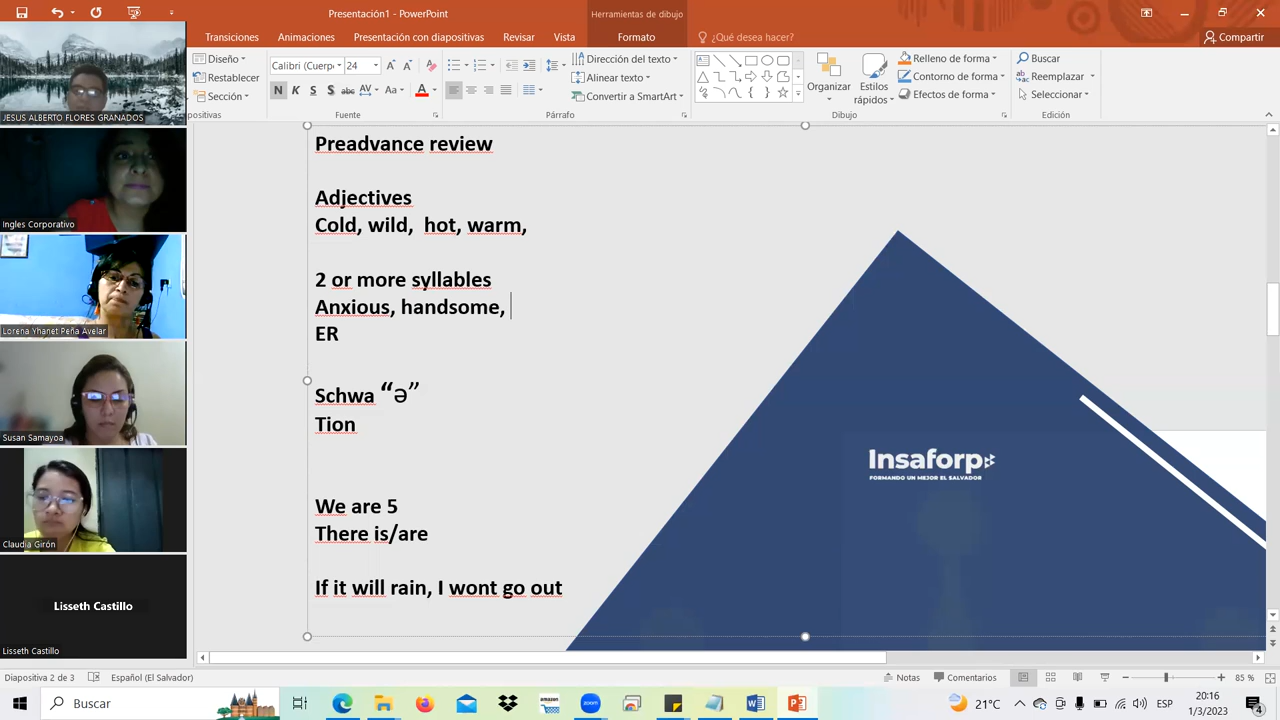 Presentación1 - PowerPoint
Herramientas de dibujo
Transiciones
Animaciones
Presentación con diapositivas
Revisar
Vista
Formato
¿Qué desea hacer?
Compartir
Diseño
Restablecer
Sección
positivas
Calibri (Cuerp
24
Fuente
Dirección del texto
Alinear texto
Convertir a SmartArt
Párrafo
Organizar
Estilos
rápidos
Relleno de forma
Contorno de forma
Efectos de forma
Dibujo
Buscar
Reemplazar
Seleccionar
Edición
JESUS ALBERTO FLORES GRANADOS
Ingles Corporativo
Lorena Yhanet Peña Avelar
Susan Samayoa
Claudia Girón
Lisseth Castillo
Lisseth Castillo
Preadvance review
Adjectives
Cold, wild, hot, warm,
2 or more syllables
Anxious, handsome,
ER
Schwa “Ə”
Tion
We are 5
There is/are
If it will rain, I wont go out
Insaforp
FORMANDO UN MEJOR EL SALVADOR
Diapositiva 2 de 3
Español (El Salvador)
Notas
Comentarios
85 %
Buscar
21°C
ESP
20:16
1/3/2023